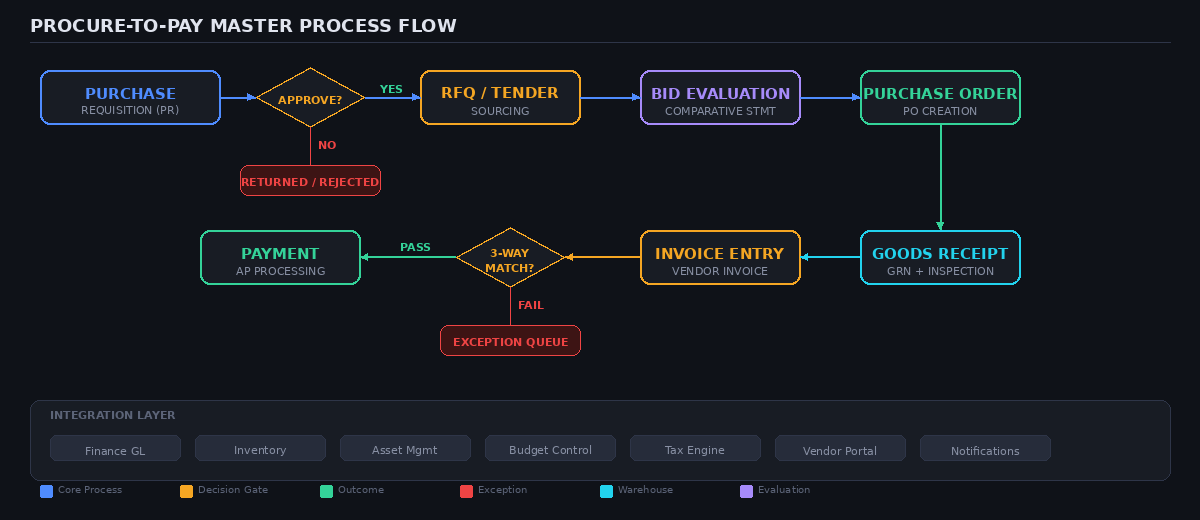 PROCURE-TO-PAY MASTER PROCESS FLOW
PURCHASE
REQUISITION (PR)
APPROVE?
YES
RFQ / TENDER
SOURCING
BID EVALUATION
COMPARATIVE STMT
PURCHASE ORDER
PO CREATION
NO
RETURNED / REJECTED
PAYMENT
AP PROCESSING
PASS
3-WAY
MATCH?
INVOICE ENTRY
VENDOR INVOICE
GOODS RECEIPT
GRN + INSPECTION
FAIL
EXCEPTION QUEUE
INTEGRATION LAYER
Finance GL
Inventory
Asset Mgmt
Budget Control
Tax Engine
Vendor Portal
Notifications
Core Process
Decision Gate
Outcome
Exception
Warehouse
Evaluation